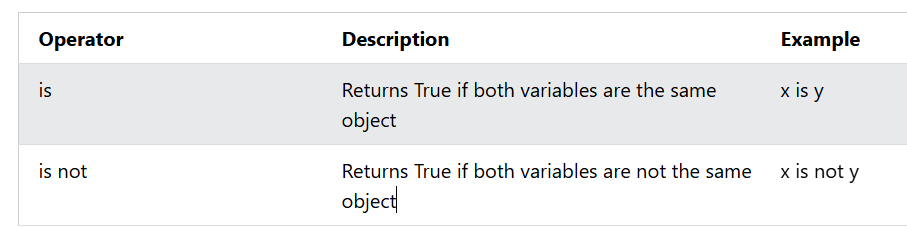 Operator Description Example
is Returns True if both variables are the same x is y
object
is not Returns True if both variables are not the same x is not y
object